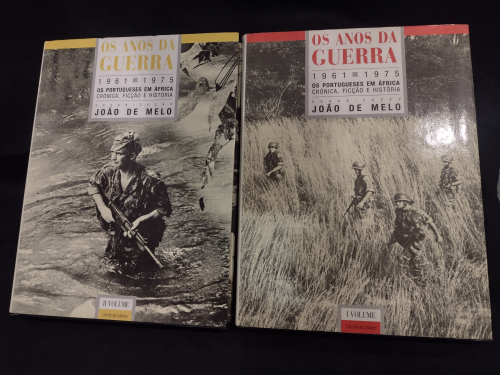 OS ANOS DA
GUERRA
1961 1975
OS PORTUGUESES EM ÁFRICA
CRÓNICA, FICÇÃO E HISTÓRIA
JOÃO DE MELO
II VOLUME
OS ANOS DA
GUERRA
1961 1975
OS PORTUGUESES EM ÁFRICA
CRÓNICA, FICÇÃO E HISTÓRIA
JOÃO DE MELO
I VOLUME